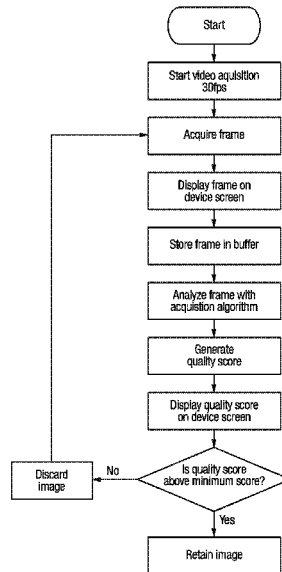 Start
Start video aquisition
30fps
Acquire frame
Display frame on
device screen
Store frame in buffer
Analyze frame with
acquistion algorithm
Generate
quality score
Display quality score
on device screen
Is quality score
above minimum score?
No
Discard
image
Yes
Retain image